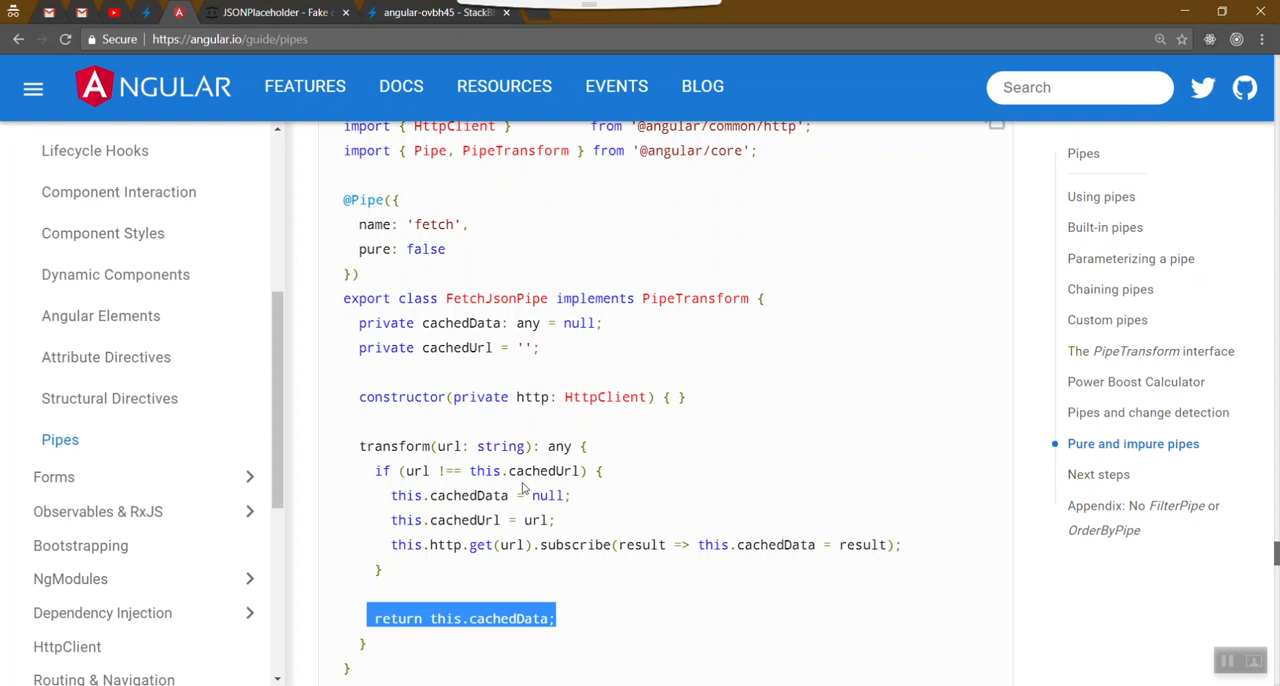 JSONPlaceholder - Fake
angular-ovbh45 - StackBl
Secure
https://angular.io/guide/pipes
ANGULAR
FEATURES
DOCS
RESOURCES
EVENTS
BLOG
Search
Lifecycle Hooks
Component Interaction
Component Styles
Dynamic Components
Angular Elements
Attribute Directives
Structural Directives
Pipes
Forms
Observables & RxJS
Bootstrapping
NgModules
Dependency Injection
HttpClient
Routing & Navigation
import { HttpClient } from '@angular/common/http';
import { Pipe, PipeTransform } from '@angular/core';
@Pipe({
name: 'fetch',
pure: false
})
export class FetchJsonPipe implements PipeTransform {
private cachedData: any = null;
private cachedUrl = '';
constructor(private http: HttpClient) { }
transform(url: string): any {
if (url !== this.cachedUrl) {
this.cachedData = null;
this.cachedUrl = url;
this.http.get(url).subscribe(result => this.cachedData = result);
}
return this.cachedData;
}
}
Pipes
Using pipes
Built-in pipes
Parameterizing a pipe
Chaining pipes
Custom pipes
The PipeTransform interface
Power Boost Calculator
Pipes and change detection
Pure and impure pipes
Next steps
Appendix: No FilterPipe or
OrderByPipe